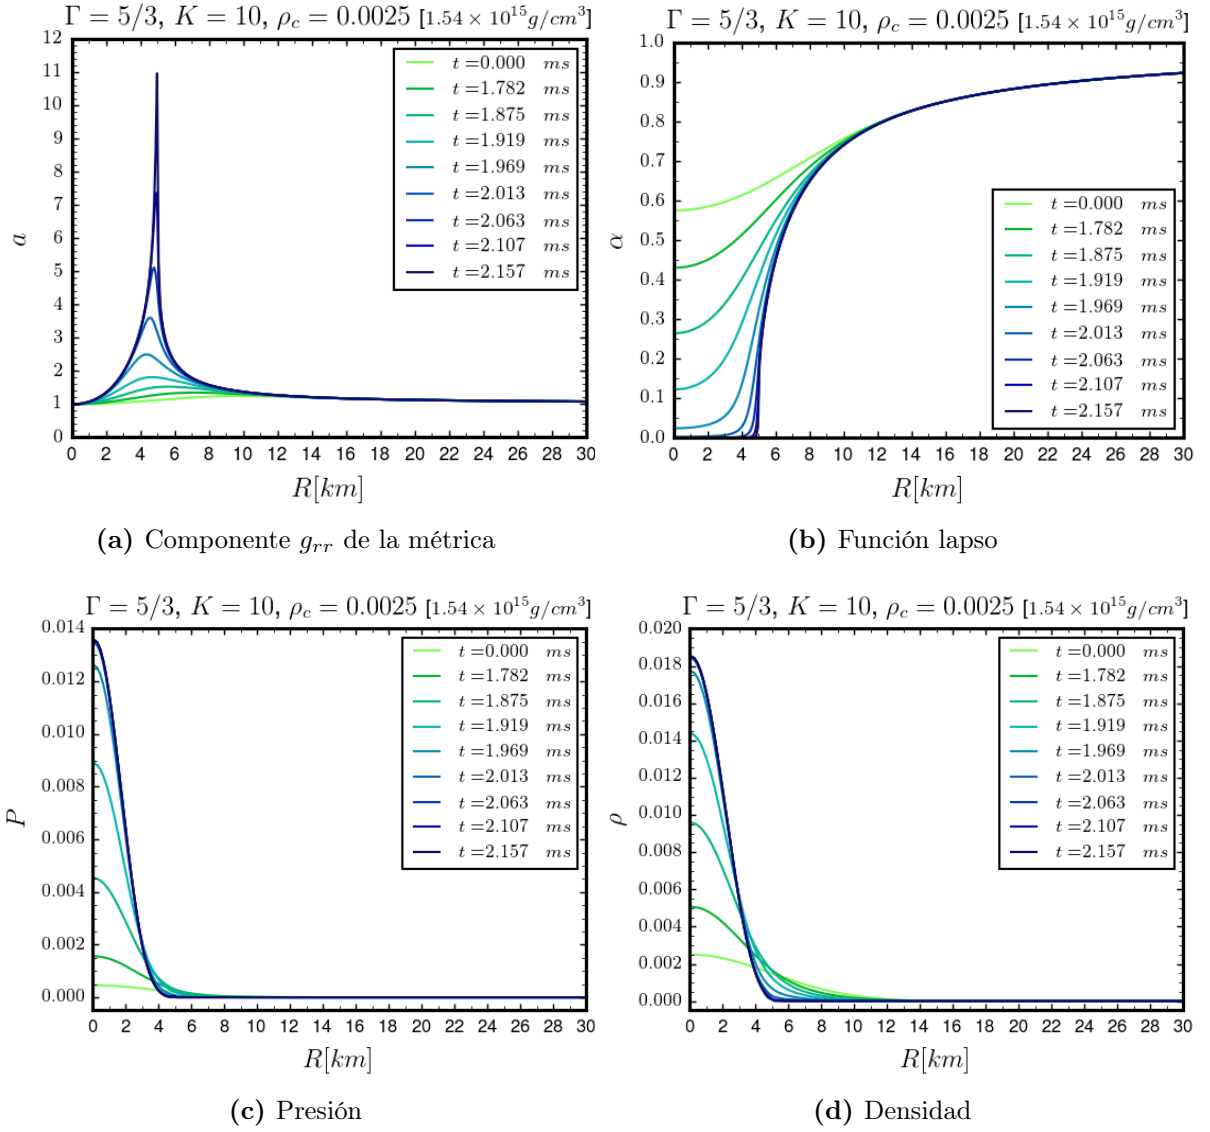 Γ = 5/3, K = 10, ρ_c = 0.0025 [1.54 × 10^15 g/cm^3]
12
11
10
9
8
7
6
5
4
3
2
1
0
a
t =0.000 ms
t =1.782 ms
t =1.875 ms
t =1.919 ms
t =1.969 ms
t =2.013 ms
t =2.063 ms
t =2.107 ms
t =2.157 ms
0 2 4 6 8 10 12 14 16 18 20 22 24 26 28 30
R[km]
(a) Componente g_rr de la métrica
Γ = 5/3, K = 10, ρ_c = 0.0025 [1.54 × 10^15 g/cm^3]
1.0
0.9
0.8
0.7
0.6
0.5
0.4
0.3
0.2
0.1
0.0
α
t =0.000 ms
t =1.782 ms
t =1.875 ms
t =1.919 ms
t =1.969 ms
t =2.013 ms
t =2.063 ms
t =2.107 ms
t =2.157 ms
0 2 4 6 8 10 12 14 16 18 20 22 24 26 28 30
R[km]
(b) Función lapso
Γ = 5/3, K = 10, ρ_c = 0.0025 [1.54 × 10^15 g/cm^3]
0.014
0.012
0.010
0.008
0.006
0.004
0.002
0.000
P
t =0.000 ms
t =1.782 ms
t =1.875 ms
t =1.919 ms
t =1.969 ms
t =2.013 ms
t =2.063 ms
t =2.107 ms
t =2.157 ms
0 2 4 6 8 10 12 14 16 18 20 22 24 26 28 30
R[km]
(c) Presión
Γ = 5/3, K = 10, ρ_c = 0.0025 [1.54 × 10^15 g/cm^3]
0.020
0.018
0.016
0.014
0.012
0.010
0.008
0.006
0.004
0.002
0.000
ρ
t =0.000 ms
t =1.782 ms
t =1.875 ms
t =1.919 ms
t =1.969 ms
t =2.013 ms
t =2.063 ms
t =2.107 ms
t =2.157 ms
0 2 4 6 8 10 12 14 16 18 20 22 24 26 28 30
R[km]
(d) Densidad